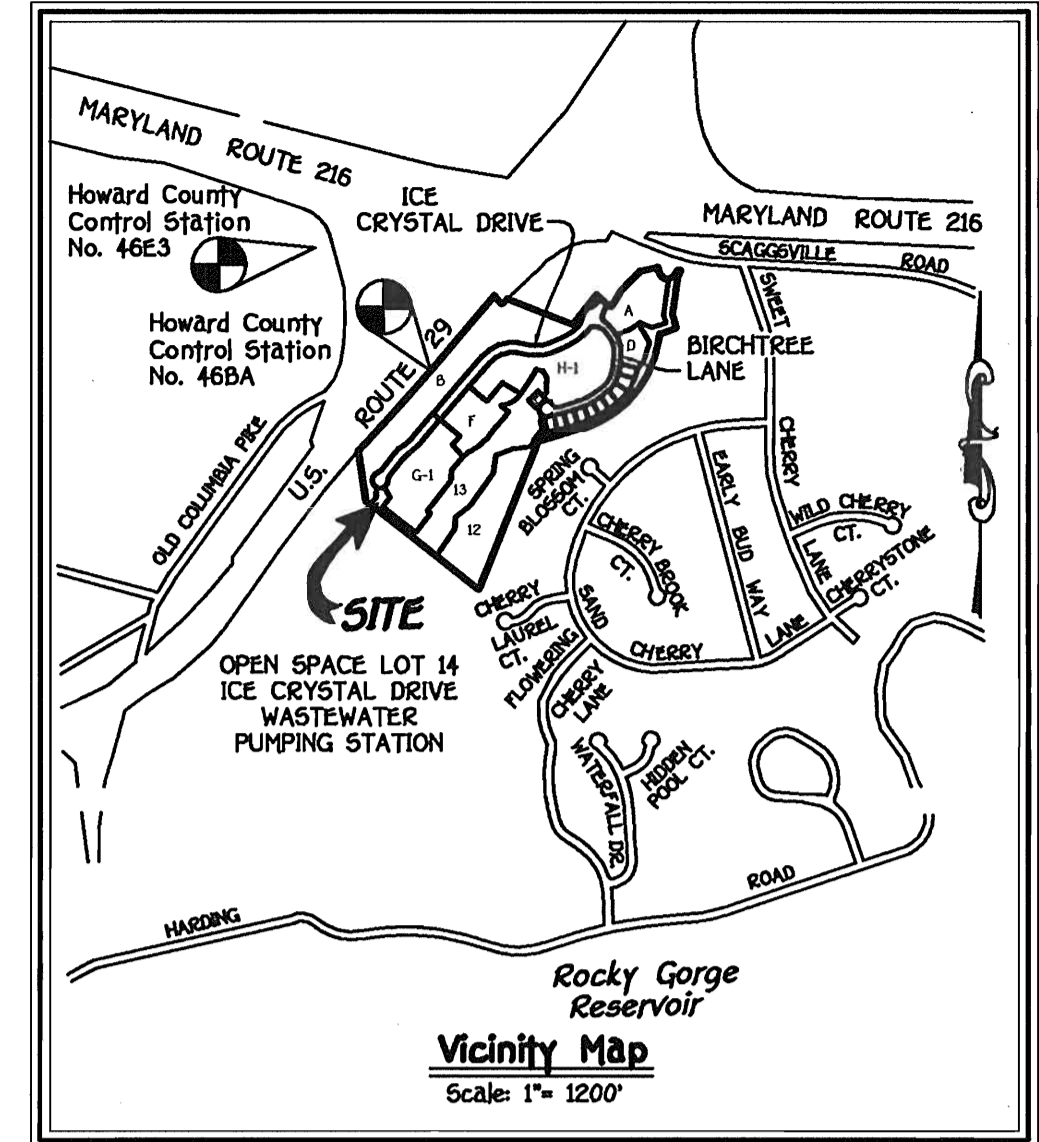 MARYLAND ROUTE 216
Howard County
Control Station
No. 46E3
ICE
CRYSTAL DRIVE
MARYLAND ROUTE 216
SCAGGSVILLE ROAD
Howard County
Control Station
No. 46BA
SWEET
CHERRY
LANE
BIRCHTREE
LANE
A
D
H-1
B
F
G-1
13
12
U.S. ROUTE 29
OLD COLUMBIA PIKE
SPRING
BLOSSOM
CT.
EARLY BUD WAY
WILD CHERRY
CT.
CHERRYSTONE
CT.
CHERRY BROOK
CT.
SAND
CHERRY
LANE
CHERRY
LAUREL
CT.
FLOWERING
CHERRY
LANE
SITE
OPEN SPACE LOT 14
ICE CRYSTAL DRIVE
WASTEWATER
PUMPING STATION
WATERFALL DR.
HIDDEN
POOL CT.
HARDING ROAD
Rocky Gorge
Reservoir
Vicinity Map
Scale: 1"= 1200'